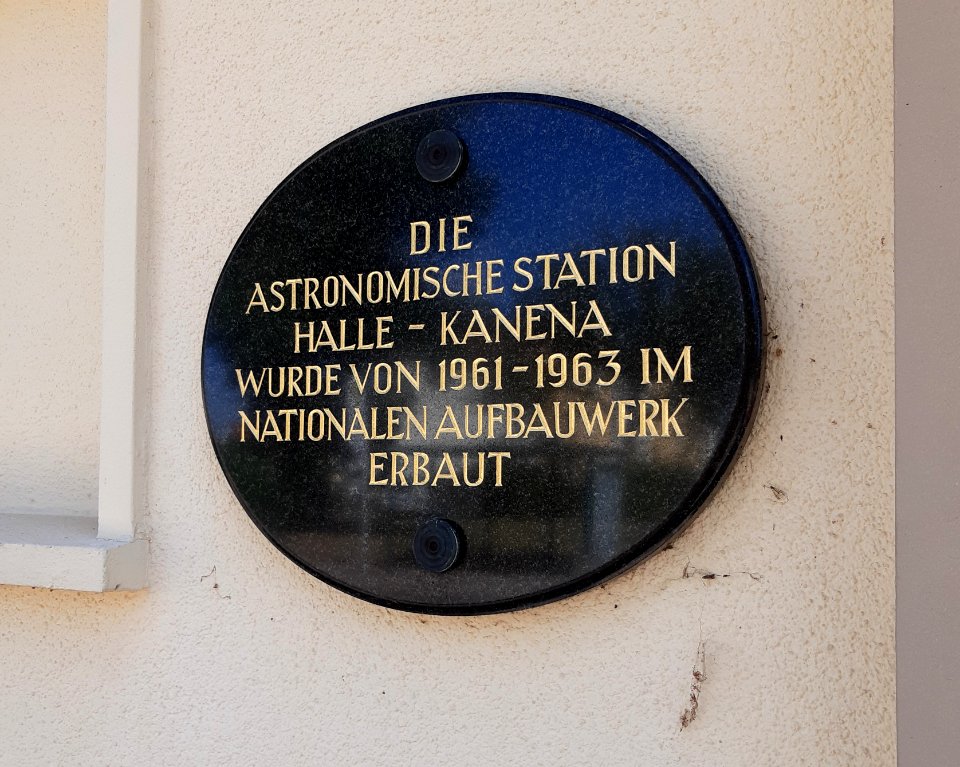 DIE
ASTRONOMISCHE STATION
HALLE - KANENA
WURDE VON 1961 - 1963 IM
NATIONALEN AUFBAUWERK
ERBAUT